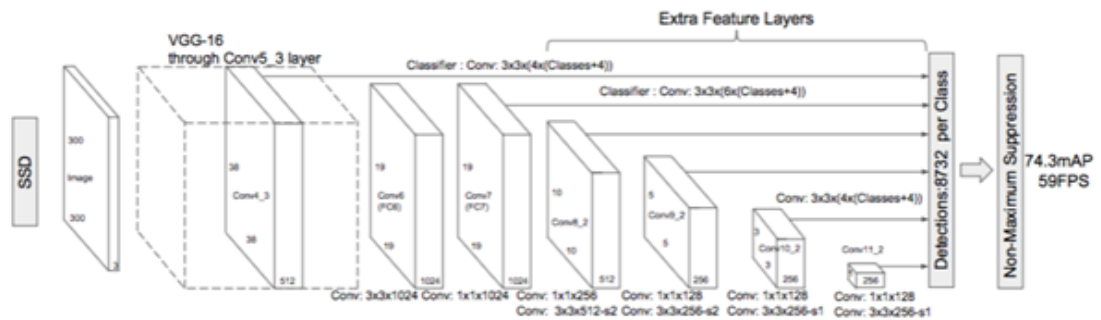 Extra Feature Layers
VGG-16
through Conv5_3 layer
Classifier : Conv: 3x3x(4x(Classes+4))
Classifier : Conv: 3x3x(6x(Classes+4))
SSD
300
Image
300
3
38
Conv4_3
38
512
19
Conv6
(FC6)
19
1024
19
Conv7
(FC7)
19
1024
10
Conv8_2
10
512
5
Conv9_2
5
256
Conv: 3x3x(4x(Classes+4))
3
Conv10_2
3
256
Conv11_2
256
Detections:8732 per Class
Non-Maximum Suppression
74.3mAP
59FPS
Conv: 3x3x1024
Conv: 1x1x1024
Conv: 1x1x256
Conv: 3x3x512-s2
Conv: 1x1x128
Conv: 3x3x256-s2
Conv: 1x1x128
Conv: 3x3x256-s1
Conv: 1x1x128
Conv: 3x3x256-s1